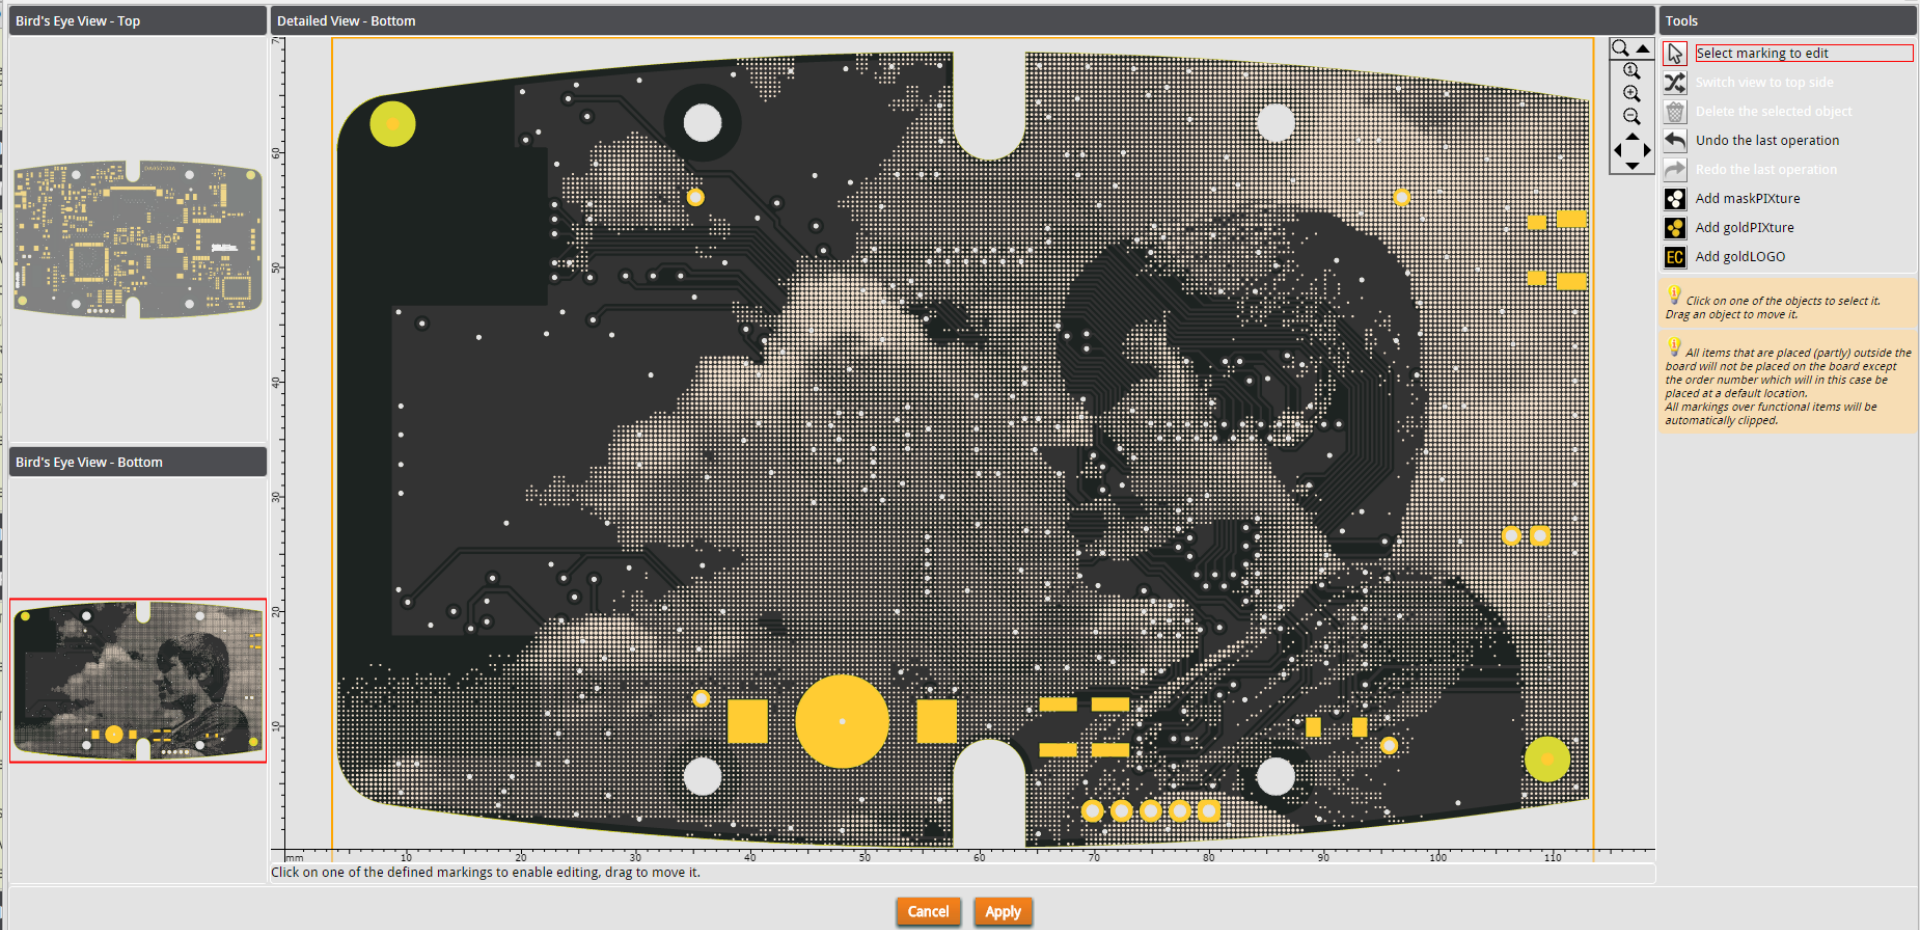 Bird's Eye View - Top
Detailed View - Bottom
Tools
Select marking to edit
Switch view to top side
Delete the selected object
Undo the last operation
Redo the last operation
Add maskPIXture
Add goldPIXture
EC Add goldLOGO
Click on one of the objects to select it.
Drag an object to move it.
All items that are placed (partly) outside the
board will not be placed on the board except
the order number which will in this case be
placed at a default location.
All markings over functional items will be
automatically clipped.
Bird's Eye View - Bottom
60
50
40
30
20
10
mm 10 20 30 40 50 60 70 80 90 100 110
Click on one of the defined markings to enable editing, drag to move it.
Cancel Apply